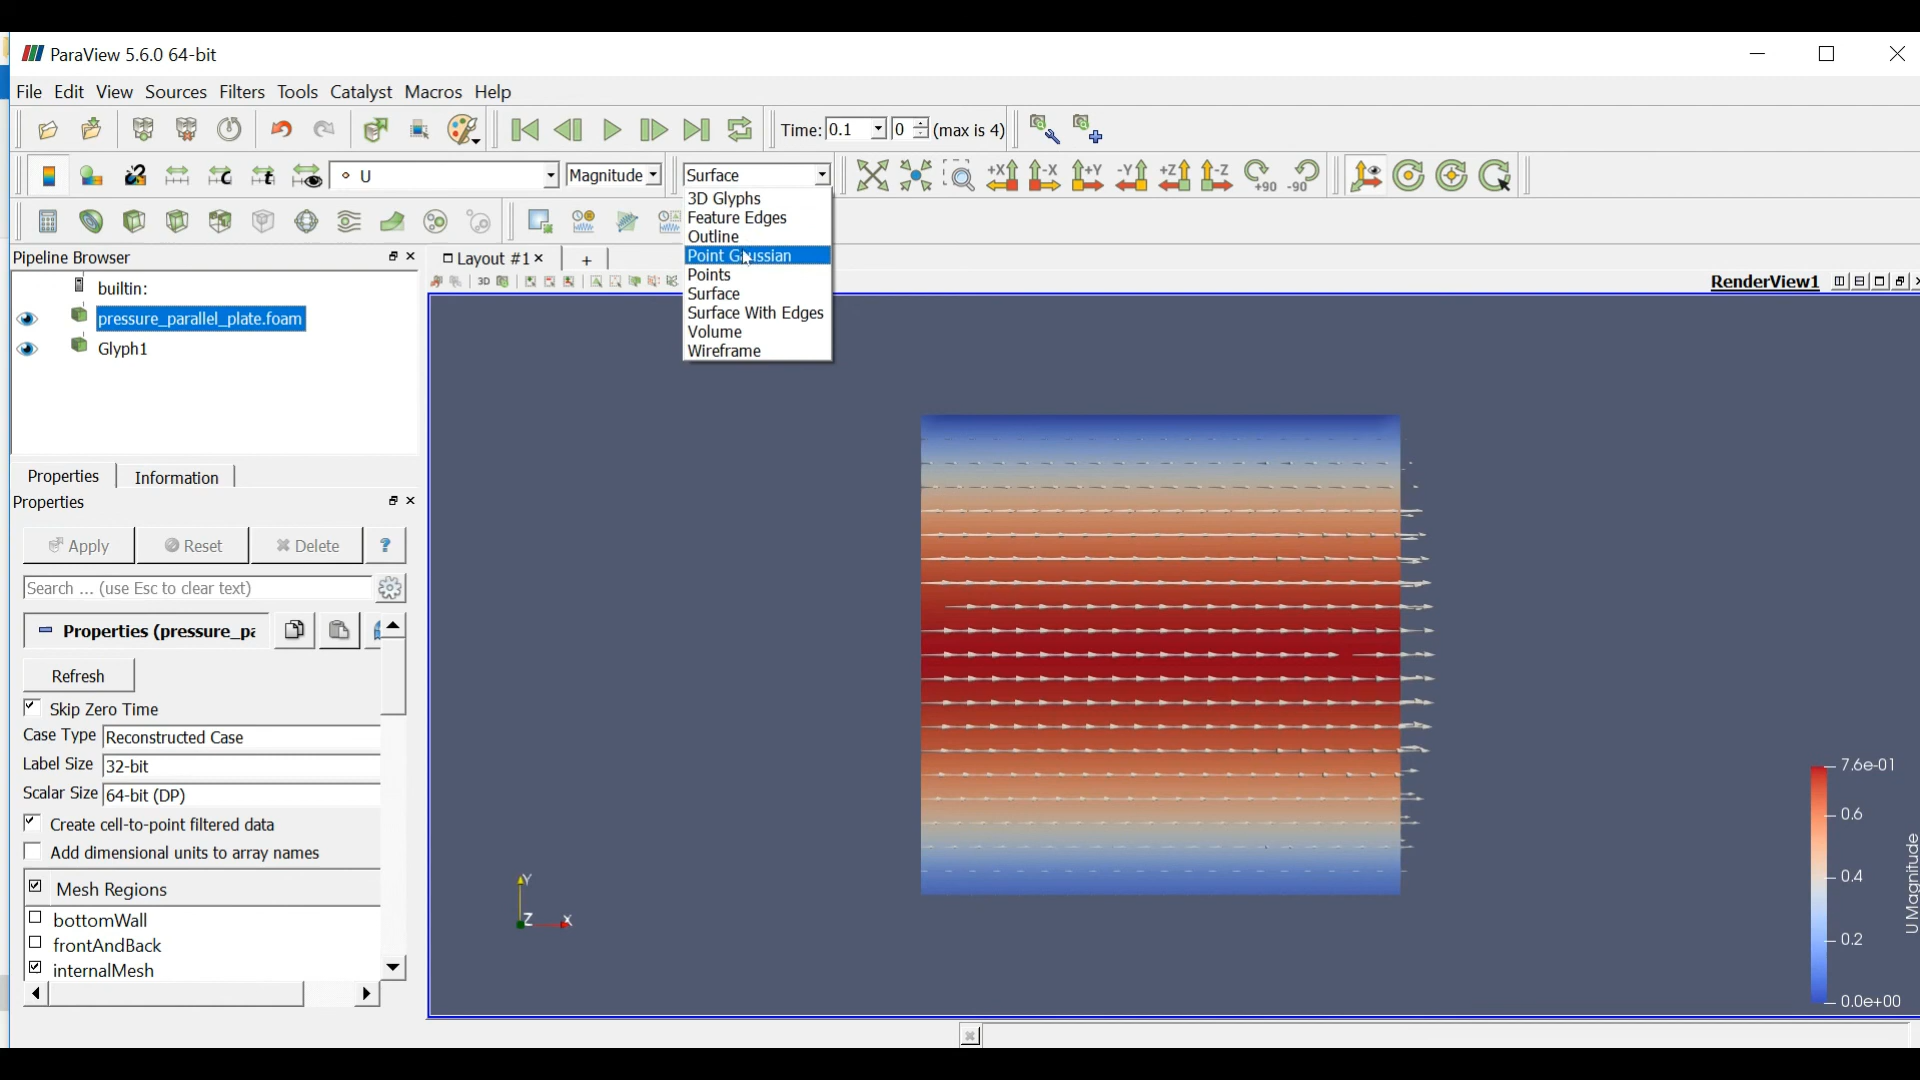 ParaView 5.6.0 64-bit
File Edit View Sources Filters Tools Catalyst Macros Help
Time: 0.1 0 (max is 4)
U Magnitude Surface +X -X +Y -Y +Z -Z +90 -90
3D Glyphs
Feature Edges
Outline
Point Gaussian
Points
Surface
Surface With Edges
Volume
Wireframe
Pipeline Browser
builtin:
pressure_parallel_plate.foam
Glyph1
Layout #1 +
3D
RenderView1
Properties Information
Properties
Apply Reset Delete ?
Search ... (use Esc to clear text)
Properties (pressure_pa
Refresh
Skip Zero Time
Case Type Reconstructed Case
Label Size 32-bit
Scalar Size 64-bit (DP)
Create cell-to-point filtered data
Add dimensional units to array names
Mesh Regions
bottomWall
frontAndBack
internalMesh
Y
Z X
7.6e-01
0.6
0.4
0.2
0.0e+00
U Magnitude